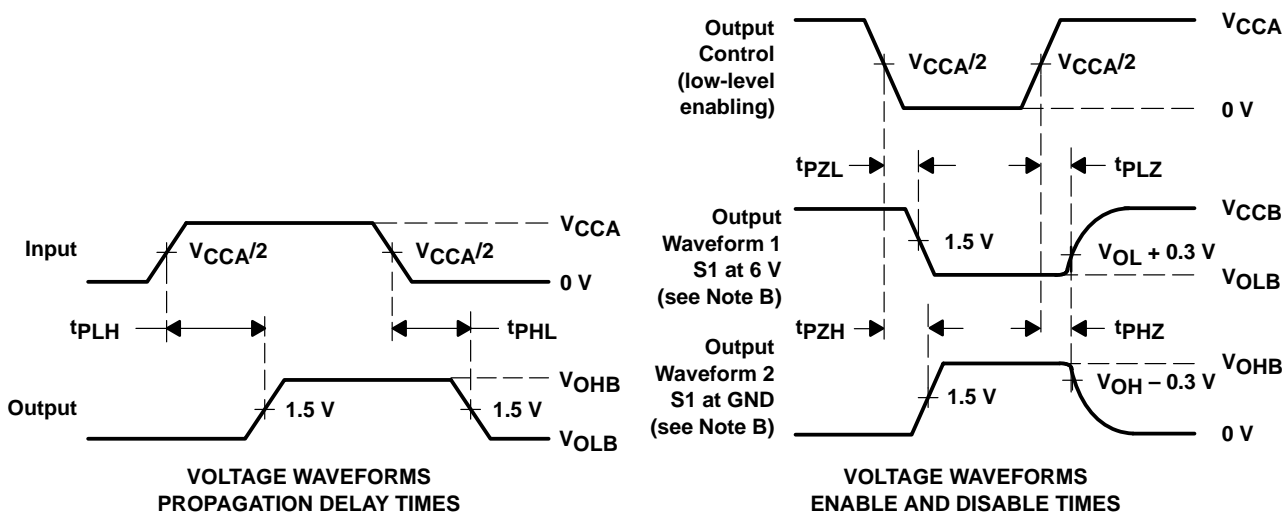 Input
VCCA/2
VCCA/2
VCCA
0 V
tPLH
tPHL
Output
1.5 V
1.5 V
VOHB
VOLB
VOLTAGE WAVEFORMS
PROPAGATION DELAY TIMES
Output
Control
(low-level
enabling)
VCCA/2
VCCA/2
VCCA
0 V
tPZL
tPLZ
Output
Waveform 1
S1 at 6 V
(see Note B)
1.5 V
VCCB
VOL + 0.3 V
VOLB
tPZH
tPHZ
Output
Waveform 2
S1 at GND
(see Note B)
1.5 V
VOHB
VOH − 0.3 V
0 V
VOLTAGE WAVEFORMS
ENABLE AND DISABLE TIMES